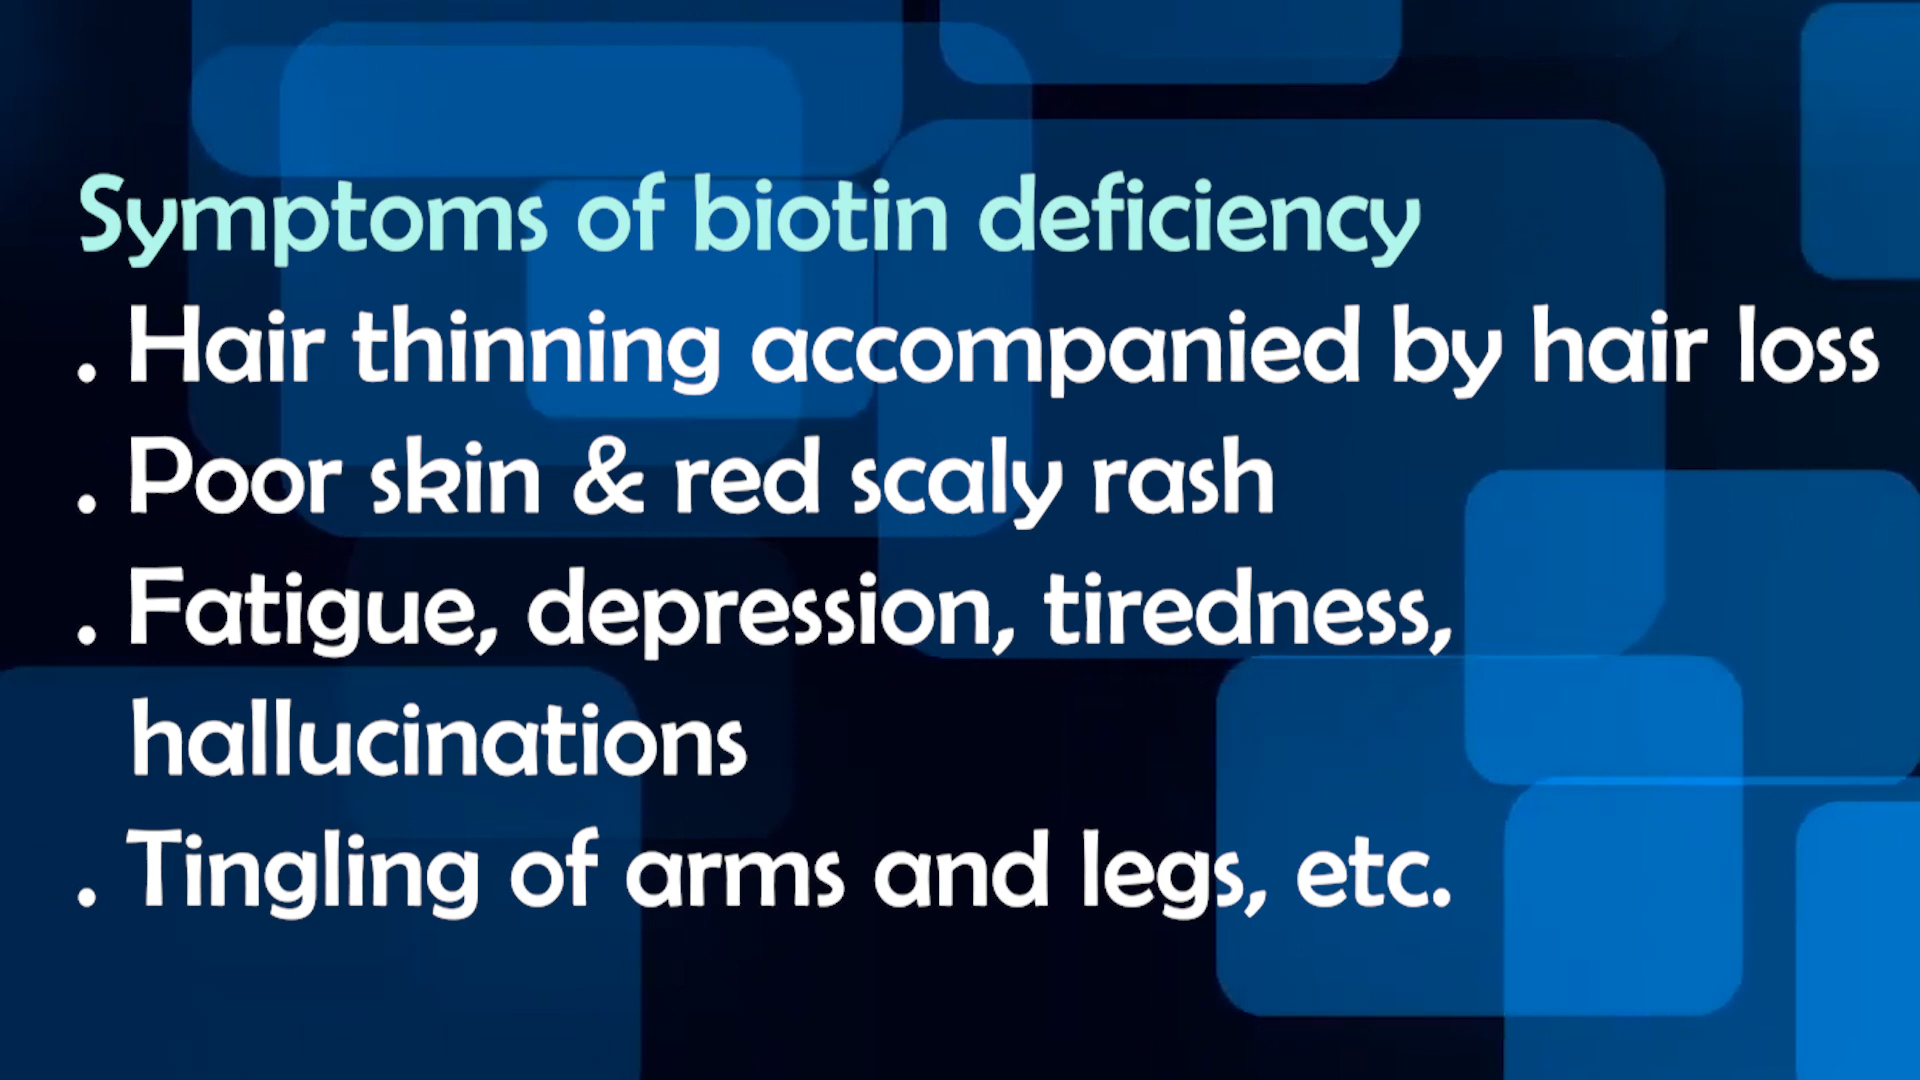 Symptoms of biotin deficiency
. Hair thinning accompanied by hair loss
. Poor skin & red scaly rash
. Fatigue, depression, tiredness,
hallucinations
. Tingling of arms and legs, etc.